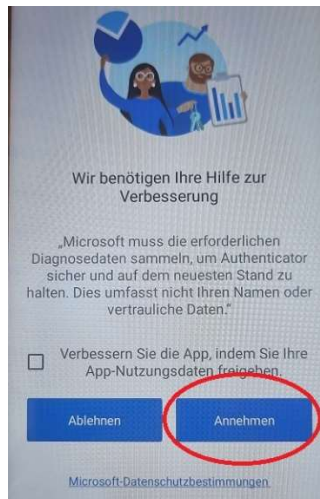 Wir benötigen Ihre Hilfe zur
Verbesserung
„Microsoft muss die erforderlichen
Diagnosedaten sammeln, um Authenticator
sicher und auf dem neuesten Stand zu
halten. Dies umfasst nicht Ihren Namen oder
vertrauliche Daten.“
Verbessern Sie die App, indem Sie Ihre
App-Nutzungsdaten freigeben.
Ablehnen
Annehmen
Microsoft-Datenschutzbestimmungen